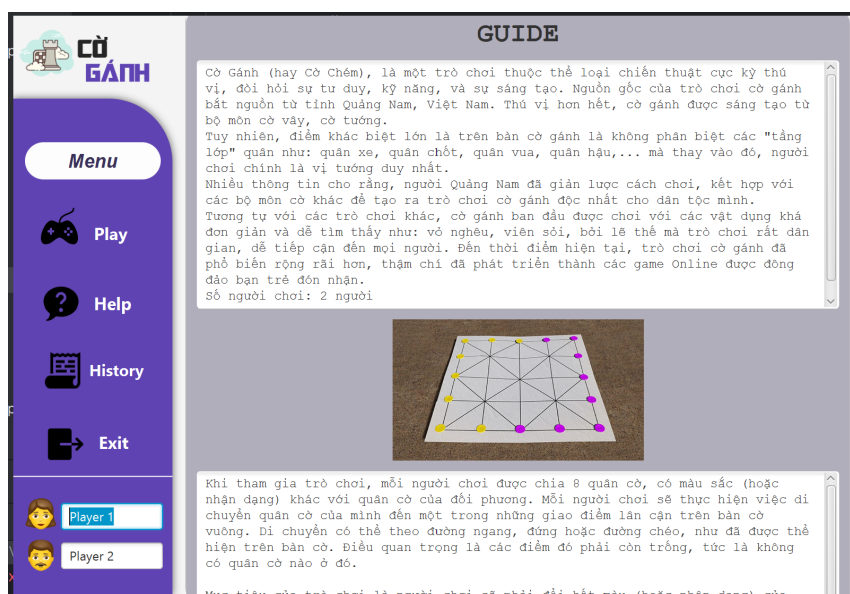 CỜ
GÁNH
Menu
Play
Help
History
Exit
Player 1
Player 2
GUIDE
Cờ Gánh (hay Cờ Chém), là một trò chơi thuộc thể loại chiến thuật cực kỳ thú
vị, đòi hỏi sự tư duy, kỹ năng, và sự sáng tạo. Nguồn gốc của trò chơi cờ gánh
bắt nguồn từ tỉnh Quảng Nam, Việt Nam. Thú vị hơn hết, cờ gánh được sáng tạo từ
bộ môn cờ vây, cờ tướng.
Tuy nhiên, điểm khác biệt lớn là trên bàn cờ gánh là không phân biệt các "tầng
lớp" quân như: quân xe, quân chốt, quân vua, quân hậu,... mà thay vào đó, người
chơi chính là vị tướng duy nhất.
Nhiều thông tin cho rằng, người Quảng Nam đã giản lược cách chơi, kết hợp với
các bộ môn cờ khác để tạo ra trò chơi cờ gánh độc nhất cho dân tộc mình.
Tương tự với các trò chơi khác, cờ gánh ban đầu được chơi với các vật dụng khá
đơn giản và dễ tìm thấy như: vỏ nghêu, viên sỏi, bởi lẽ thế mà trò chơi rất dân
gian, dễ tiếp cận đến mọi người. Đến thời điểm hiện tại, trò chơi cờ gánh đã
phổ biến rộng rãi hơn, thậm chí đã phát triển thành các game Online được đông
đảo bạn trẻ đón nhận.
Số người chơi: 2 người
Khi tham gia trò chơi, mỗi người chơi được chia 8 quân cờ, có màu sắc (hoặc
nhận dạng) khác với quân cờ của đối phương. Mỗi người chơi sẽ thực hiện việc di
chuyển quân cờ của mình đến một trong những giao điểm lân cận trên bàn cờ
vuông. Di chuyển có thể theo đường ngang, đứng hoặc đường chéo, như đã được thể
hiện trên bàn cờ. Điều quan trọng là các điểm đó phải còn trống, tức là không
có quân cờ nào ở đó.